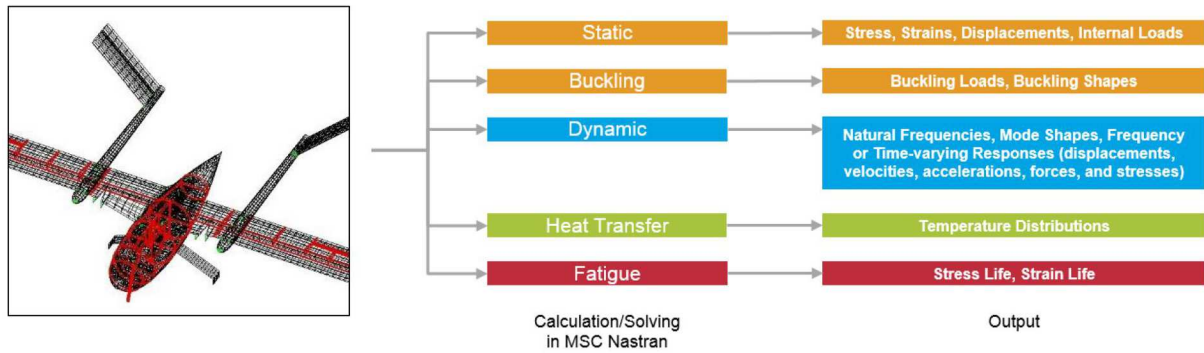 Static
Stress, Strains, Displacements, Internal Loads
Buckling
Buckling Loads, Buckling Shapes
Dynamic
Natural Frequencies, Mode Shapes, Frequency
or Time-varying Responses (displacements,
velocities, accelerations, forces, and stresses)
Heat Transfer
Temperature Distributions
Fatigue
Stress Life, Strain Life
Calculation/Solving
in MSC Nastran
Output